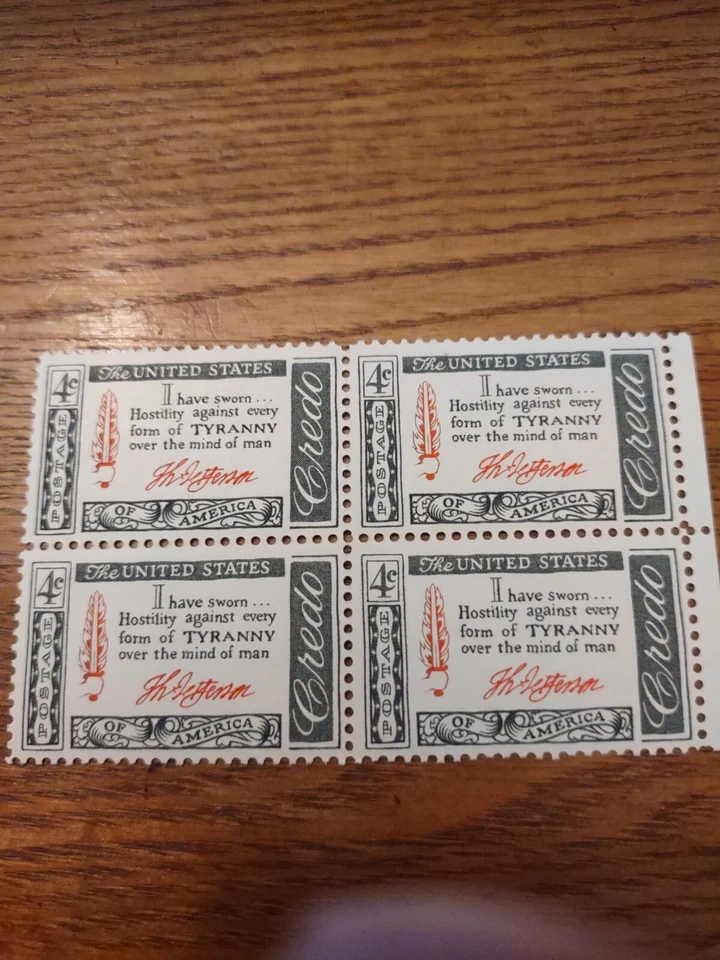 4c
The UNITED STATES
I have sworn ...
Hostility against every
form of TYRANNY
over the mind of man
Th Jefferson
POSTAGE
OF AMERICA
Credo
4c
The UNITED STATES
I have sworn ...
Hostility against every
form of TYRANNY
over the mind of man
Th Jefferson
POSTAGE
OF AMERICA
Credo
4c
The UNITED STATES
I have sworn ...
Hostility against every
form of TYRANNY
over the mind of man
Th Jefferson
POSTAGE
OF AMERICA
Credo
4c
The UNITED STATES
I have sworn ...
Hostility against every
form of TYRANNY
over the mind of man
Th Jefferson
POSTAGE
OF AMERICA
Credo